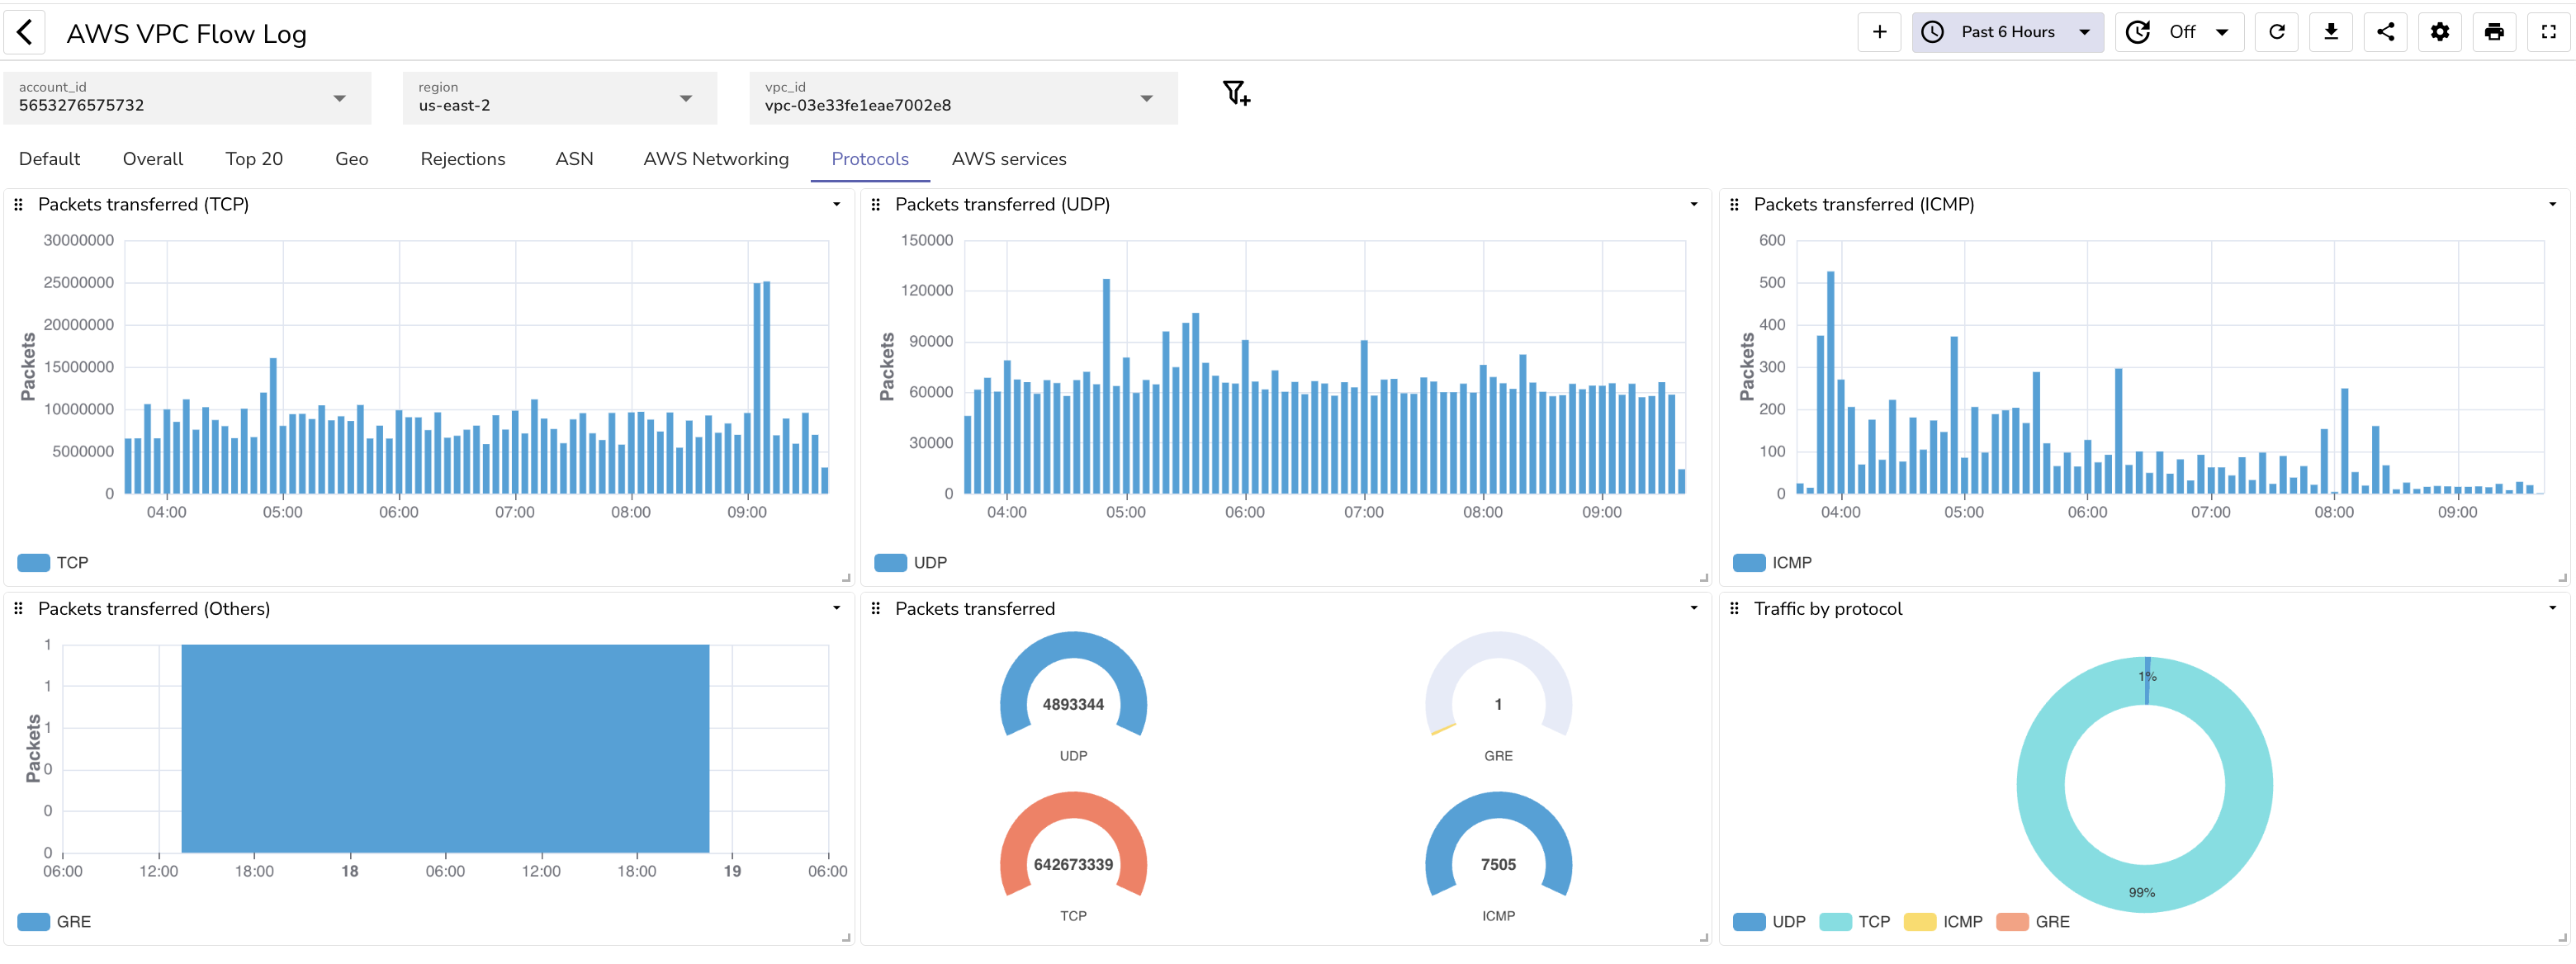 AWS VPC Flow Log
Past 6 Hours
Off
account_id
5653276575732
region
us-east-2
vpc_id
vpc-03e33fe1eae7002e8
Default
Overall
Top 20
Geo
Rejections
ASN
AWS Networking
Protocols
AWS services
Packets transferred (TCP)
30000000
25000000
20000000
15000000
10000000
5000000
0
Packets
04:00
05:00
06:00
07:00
08:00
09:00
TCP
Packets transferred (UDP)
150000
120000
90000
60000
30000
0
Packets
04:00
05:00
06:00
07:00
08:00
09:00
UDP
Packets transferred (ICMP)
600
500
400
300
200
100
0
Packets
04:00
05:00
06:00
07:00
08:00
09:00
ICMP
Packets transferred (Others)
1
1
1
0
0
0
Packets
06:00
12:00
18:00
18
06:00
12:00
18:00
19
06:00
GRE
Packets transferred
4893344
UDP
1
GRE
642673339
TCP
7505
ICMP
Traffic by protocol
1%
99%
UDP
TCP
ICMP
GRE